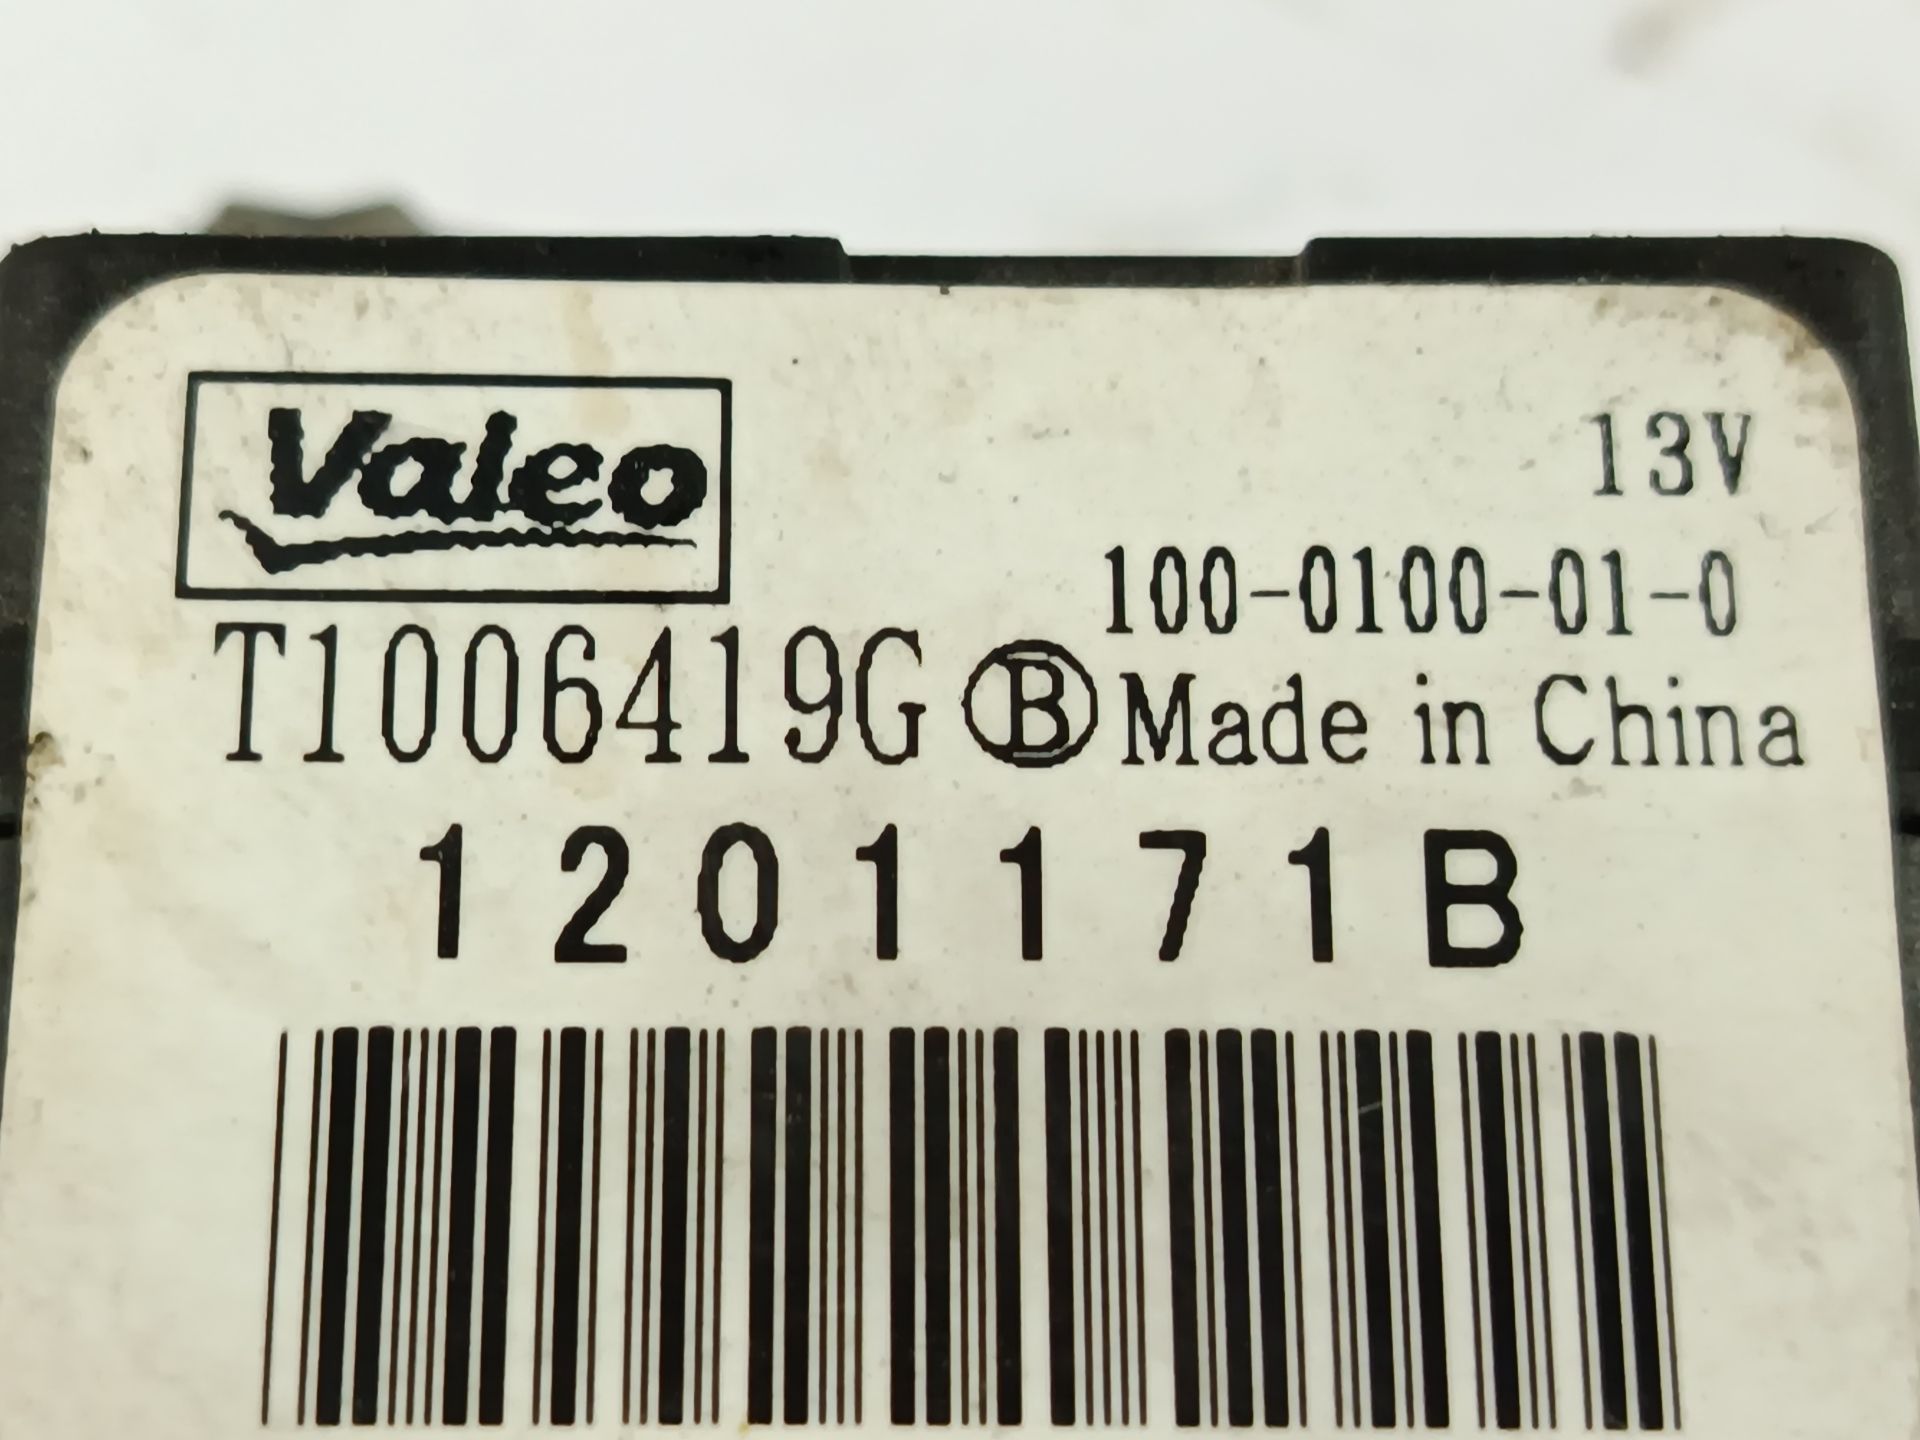 Valeo
13V
100-0100-01-0
T1006419G Ⓑ Made in China
1201171B